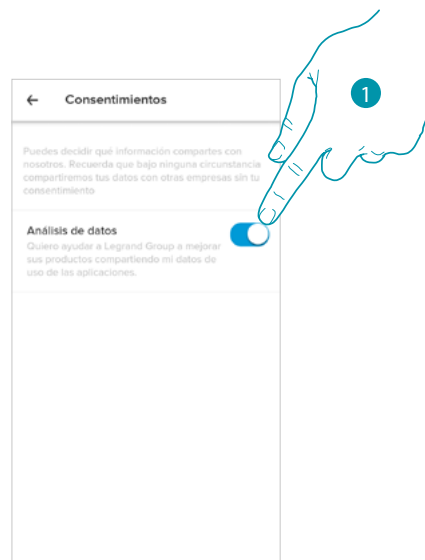 Consentimientos
1
Puedes decidir qué información compartes con
nosotros. Recuerda que bajo ninguna circunstancia
compartiremos tus datos con otras empresas sin tu
consentimiento
Análisis de datos
Quiero ayudar a Legrand Group a mejorar
sus productos compartiendo mi datos de
uso de las aplicaciones.